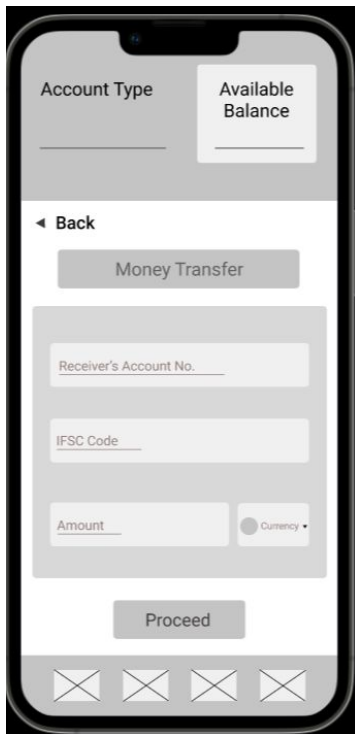 Account Type
Available
Balance
◄ Back
Money Transfer
Receiver's Account No.
IFSC Code
Amount
Currency
Proceed